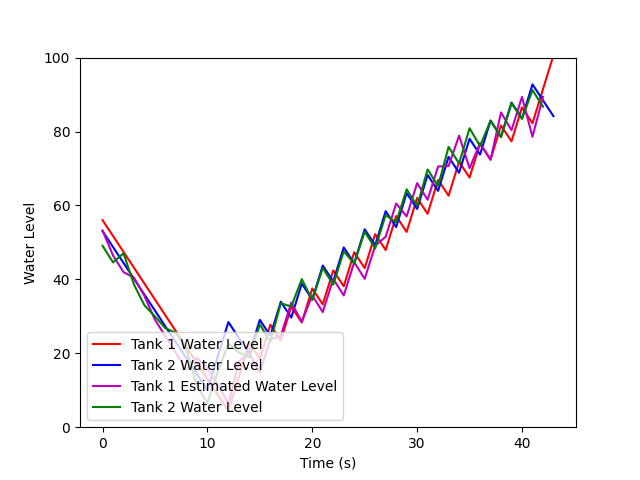 100
80
60
40
20
0
Water Level
Tank 1 Water Level
Tank 2 Water Level
Tank 1 Estimated Water Level
Tank 2 Water Level
0 10 20 30 40
Time (s)